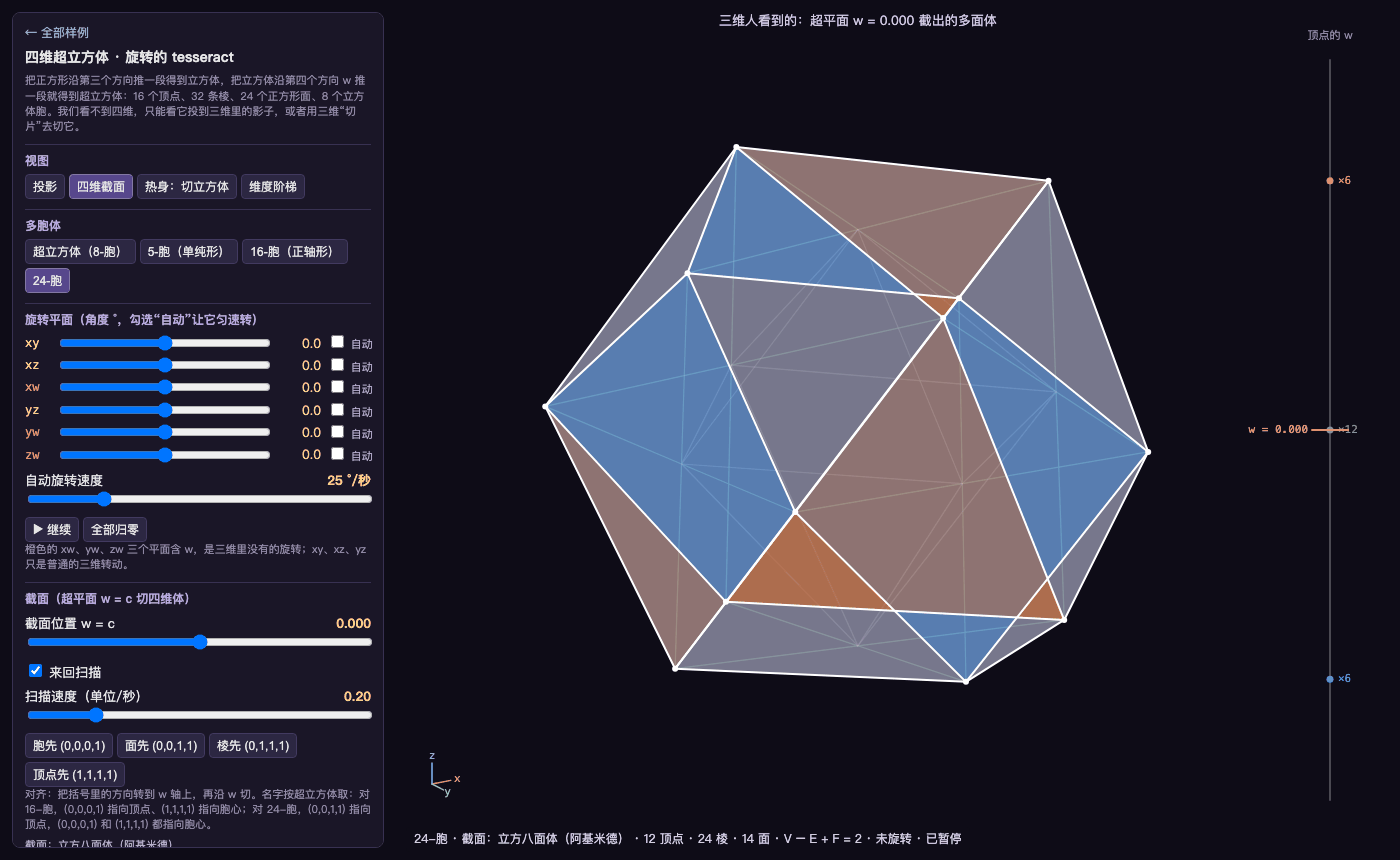 ← 全部样例
四维超立方体 · 旋转的 tesseract
把正方形沿第三个方向推一段得到立方体，把立方体沿第四个方向 w 推
一段就得到超立方体：16 个顶点、32 条棱、24 个正方形面、8 个立方
体胞。我们看不到四维，只能看它投到三维里的影子，或者用三维“切
片”去切它。
视图
投影 四维截面 热身：切立方体 维度阶梯
多胞体
超立方体（8-胞） 5-胞（单纯形） 16-胞（正轴形）
24-胞
旋转平面（角度 °，勾选“自动”让它匀速转）
xy 0.0 自动
xz 0.0 自动
xw 0.0 自动
yz 0.0 自动
yw 0.0 自动
zw 0.0 自动
自动旋转速度 25 °/秒
▶ 继续 全部归零
橙色的 xw、yw、zw 三个平面含 w，是三维里没有的旋转；xy、xz、yz
只是普通的三维转动。
截面（超平面 w = c 切四维体）
截面位置 w = c 0.000
来回扫描
扫描速度（单位/秒） 0.20
胞先 (0,0,0,1) 面先 (0,0,1,1) 棱先 (0,1,1,1)
顶点先 (1,1,1,1)
对齐：把括号里的方向转到 w 轴上，再沿 w 切。名字按超立方体取：对
16-胞，(0,0,0,1) 指向顶点、(1,1,1,1) 指向胞心；对 24-胞，(0,0,1,1) 指向
顶点，(0,0,0,1) 和 (1,1,1,1) 都指向胞心。
截面：立方八面体（阿基米德）
三维人看到的：超平面 w = 0.000 截出的多面体
顶点的 w
×6
w = 0.000 ×12
×6
z
x
y
24-胞 · 截面：立方八面体（阿基米德） · 12 顶点 · 24 棱 · 14 面 · V − E + F = 2 · 未旋转 · 已暂停